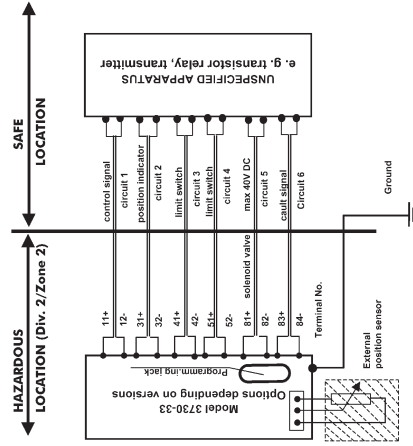 SAFE
LOCATION
UNSPECIFIED APPARATUS
e. g. transistor relay, transmitter
control signal
circuit 1
position indicator
circuit 2
limit switch
circuit 3
limit switch
circuit 4
max 40V DC
circuit 5
cault signal
Circuit 6
Ground
HAZARDOUS
LOCATION (Div. 2/Zone 2)
11+
12-
31+
32-
41+
42-
51+
52-
81+
solenoid valve
82-
83+
84-
Terminal No.
Model 3730-33
Options depending on versions
Programm.ing jack
External
position sensor